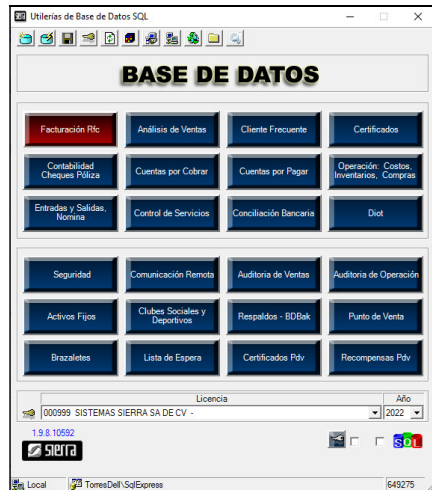 Utilerías de Base de Datos SQL
BASE DE DATOS
Facturación Rfc
Análisis de Ventas
Cliente Frecuente
Certificados
Contabilidad
Cheques Póliza
Cuentas por Cobrar
Cuentas por Pagar
Operación: Costos,
Inventarios, Compras
Entradas y Salidas,
Nomina
Control de Servicios
Conciliación Bancaria
Diot
Seguridad
Comunicación Remota
Auditoria de Ventas
Auditoria de Operación
Activos Fijos
Clubes Sociales y
Deportivos
Respaldos - BDBak
Punto de Venta
Brazaletes
Lista de Espera
Certificados Pdv
Recompensas Pdv
Licencia
Año
000999 SISTEMAS SIERRA SA DE CV -
2022
1.9.8.10592
sierra
SQL
Local
TorresDell\SqlExpress
649275